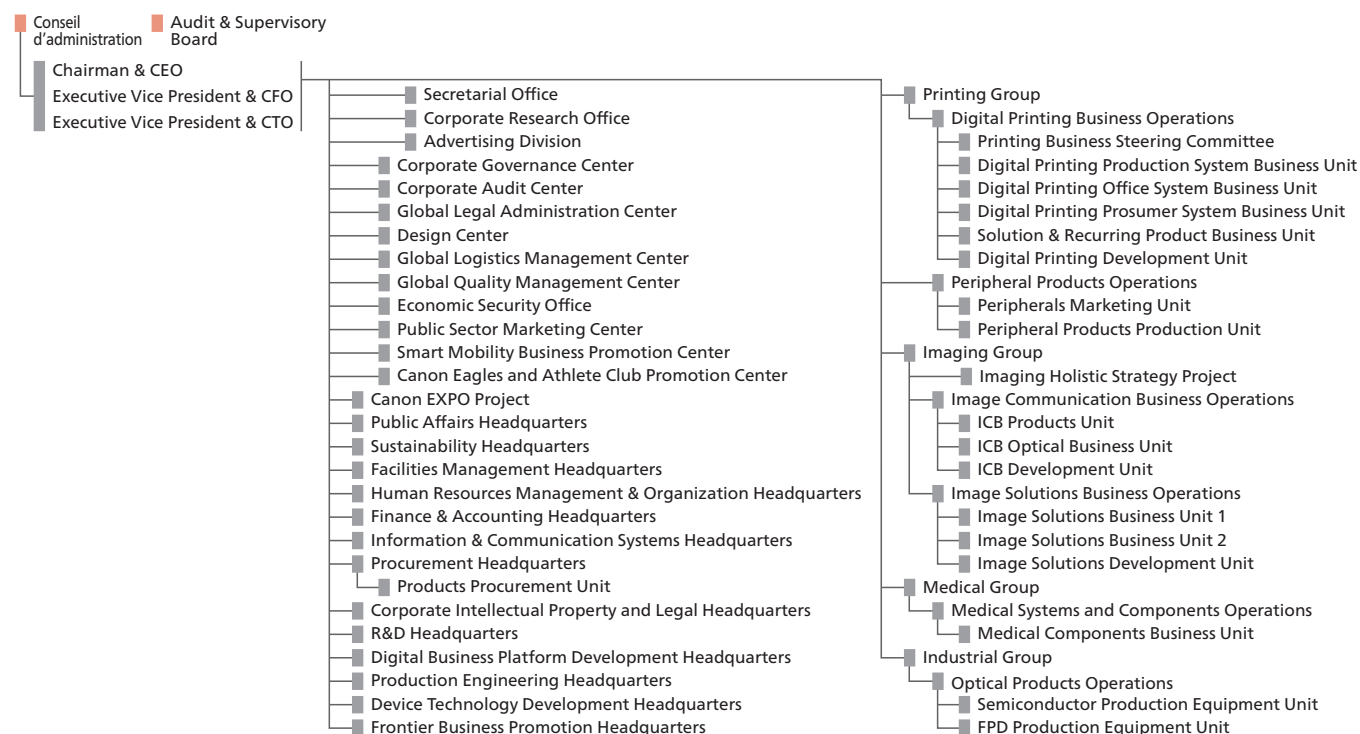 Conseil
d'administration
Audit & Supervisory
Board
Chairman & CEO
Executive Vice President & CFO
Executive Vice President & CTO
Secretarial Office
Corporate Research Office
Advertising Division
Corporate Governance Center
Corporate Audit Center
Global Legal Administration Center
Design Center
Global Logistics Management Center
Global Quality Management Center
Economic Security Office
Public Sector Marketing Center
Smart Mobility Business Promotion Center
Canon Eagles and Athlete Club Promotion Center
Canon EXPO Project
Public Affairs Headquarters
Sustainability Headquarters
Facilities Management Headquarters
Human Resources Management & Organization Headquarters
Finance & Accounting Headquarters
Information & Communication Systems Headquarters
Procurement Headquarters
Products Procurement Unit
Corporate Intellectual Property and Legal Headquarters
R&D Headquarters
Digital Business Platform Development Headquarters
Production Engineering Headquarters
Device Technology Development Headquarters
Frontier Business Promotion Headquarters
Printing Group
Digital Printing Business Operations
Printing Business Steering Committee
Digital Printing Production System Business Unit
Digital Printing Office System Business Unit
Digital Printing Prosumer System Business Unit
Solution & Recurring Product Business Unit
Digital Printing Development Unit
Peripheral Products Operations
Peripherals Marketing Unit
Peripheral Products Production Unit
Imaging Group
Imaging Holistic Strategy Project
Image Communication Business Operations
ICB Products Unit
ICB Optical Business Unit
ICB Development Unit
Image Solutions Business Operations
Image Solutions Business Unit 1
Image Solutions Business Unit 2
Image Solutions Development Unit
Medical Group
Medical Systems and Components Operations
Medical Components Business Unit
Industrial Group
Optical Products Operations
Semiconductor Production Equipment Unit
FPD Production Equipment Unit